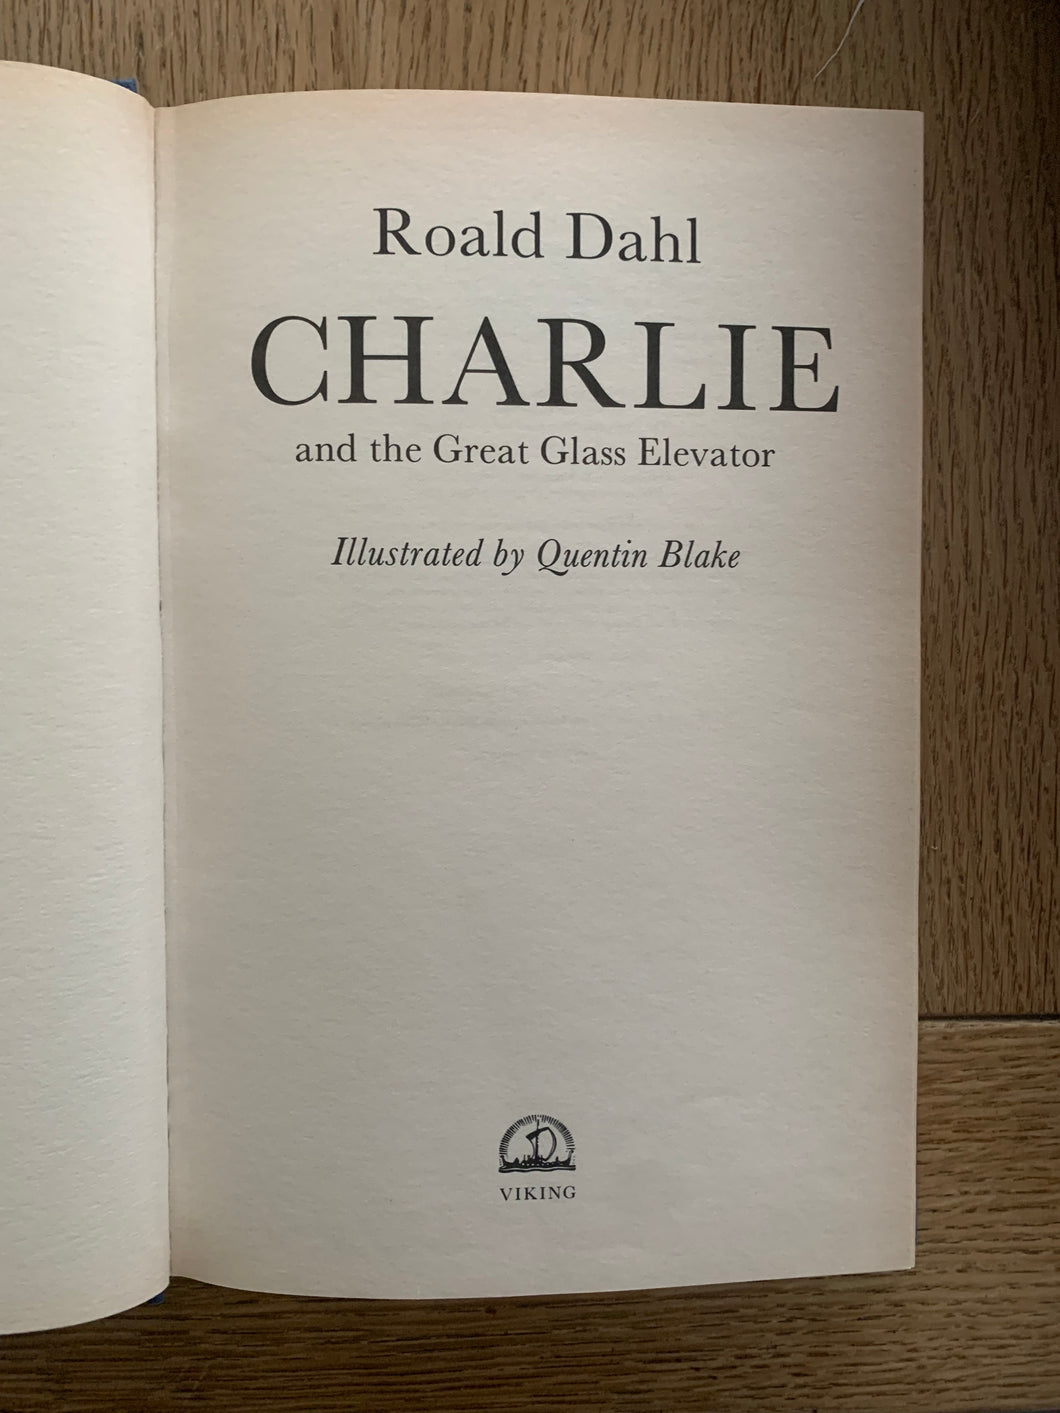 Roald Dahl
CHARLIE
and the Great Glass Elevator
Illustrated by Quentin Blake
VIKING